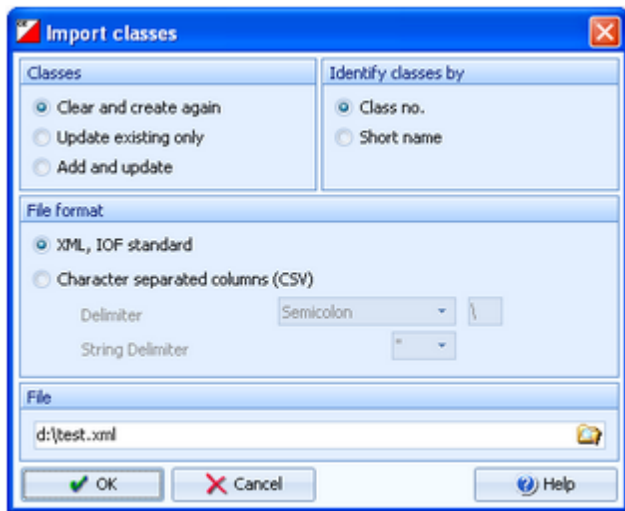 Import classes
Classes
Identify classes by
Clear and create again
Class no.
Update existing only
Short name
Add and update
File format
XML, IOF standard
Character separated columns (CSV)
Delimiter Semicolon \
String Delimiter "
File
d:\test.xml
OK Cancel Help